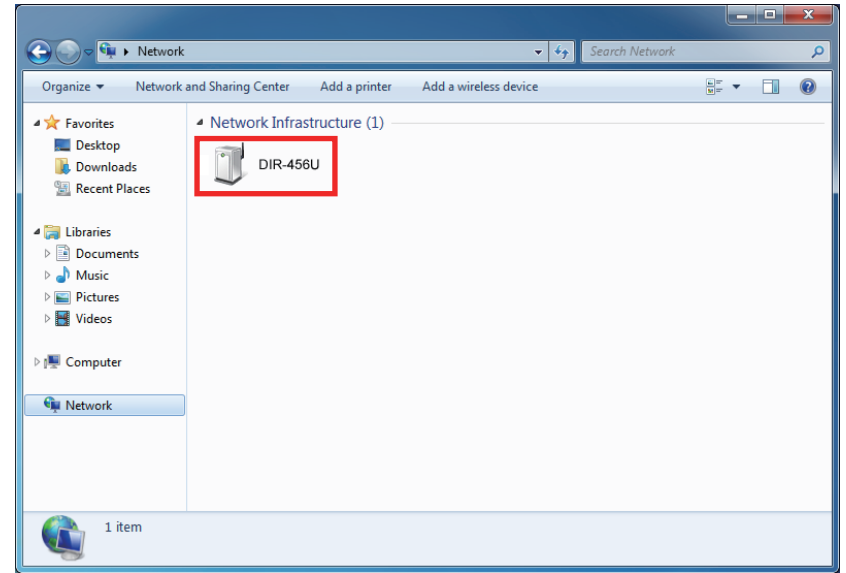 Network
Search Network
Organize
Network and Sharing Center
Add a printer
Add a wireless device
Favorites
Desktop
Downloads
Recent Places
Libraries
Documents
Music
Pictures
Videos
Computer
Network
Network Infrastructure (1)
DIR-456U
1 item